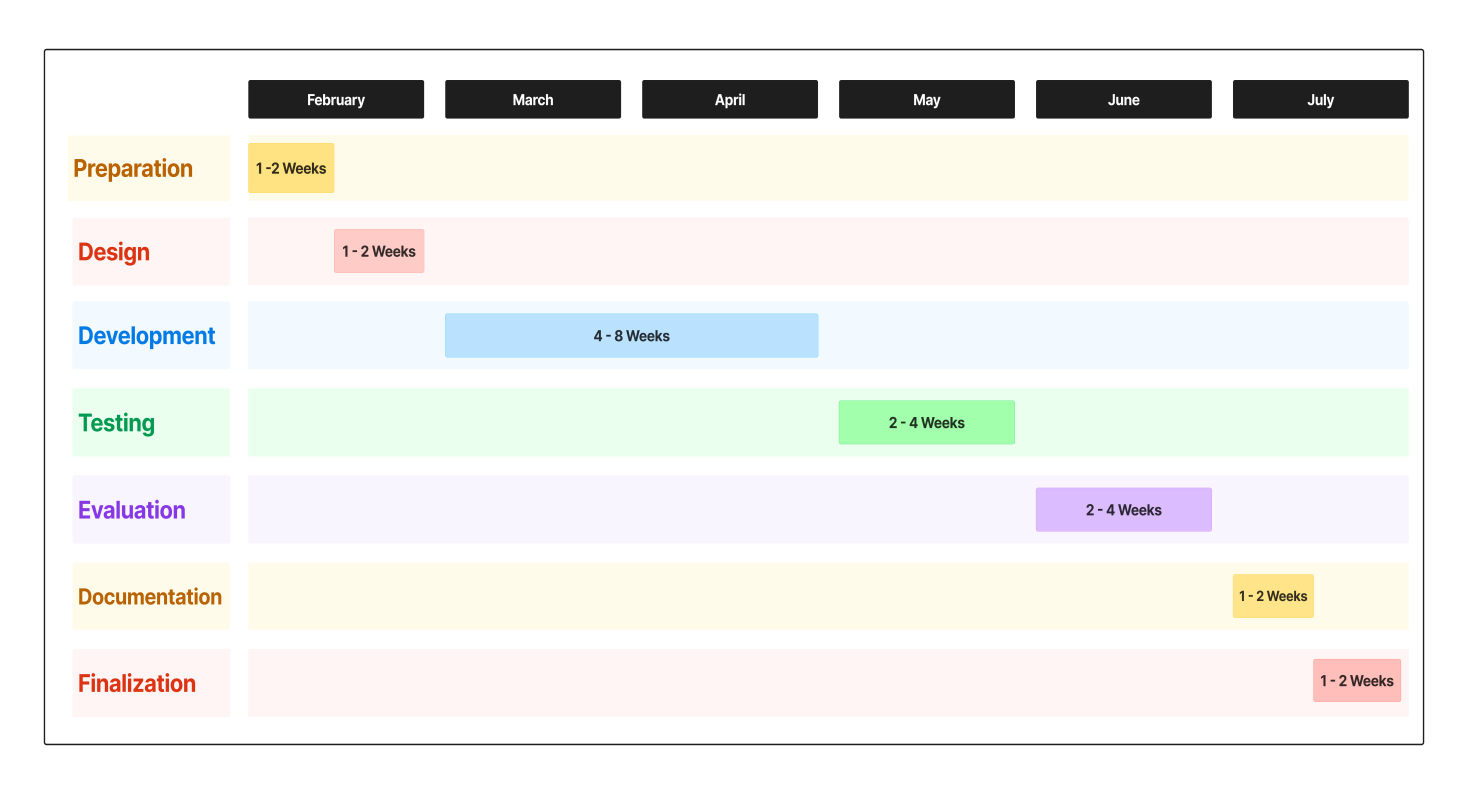 February March April May June July
Preparation 1 -2 Weeks
Design 1 - 2 Weeks
Development 4 - 8 Weeks
Testing 2 - 4 Weeks
Evaluation 2 - 4 Weeks
Documentation 1 - 2 Weeks
Finalization 1 - 2 Weeks